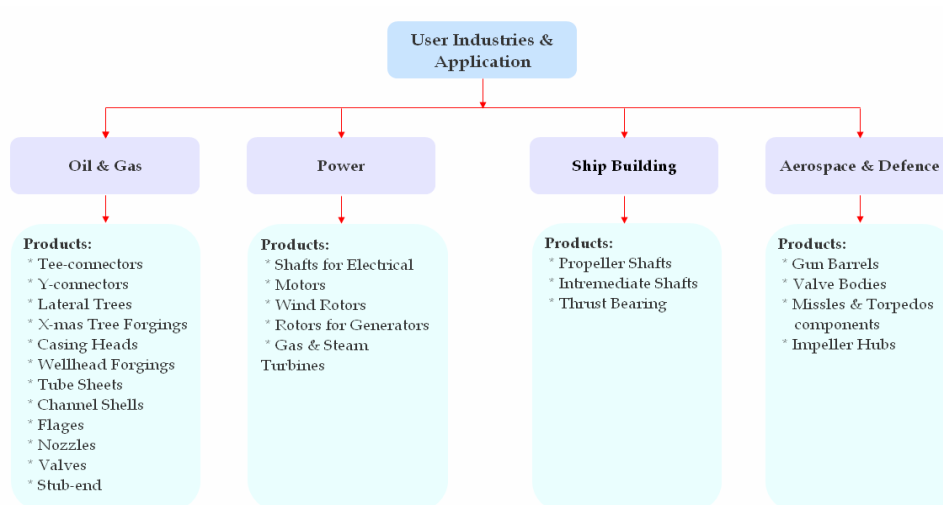 User Industries &
Application
Oil & Gas
Power
Ship Building
Aerospace & Defence
Products:
* Tee-connectors
* Y-connectors
* Lateral Trees
* X-mas Tree Forgings
* Casing Heads
* Wellhead Forgings
* Tube Sheets
* Channel Shells
* Flages
* Nozzles
* Valves
* Stub-end
Products:
* Shafts for Electrical
* Motors
* Wind Rotors
* Rotors for Generators
* Gas & Steam
Turbines
Products:
* Propeller Shafts
* Intremediate Shafts
* Thrust Bearing
Products:
* Gun Barrels
* Valve Bodies
* Missles & Torpedos
components
* Impeller Hubs